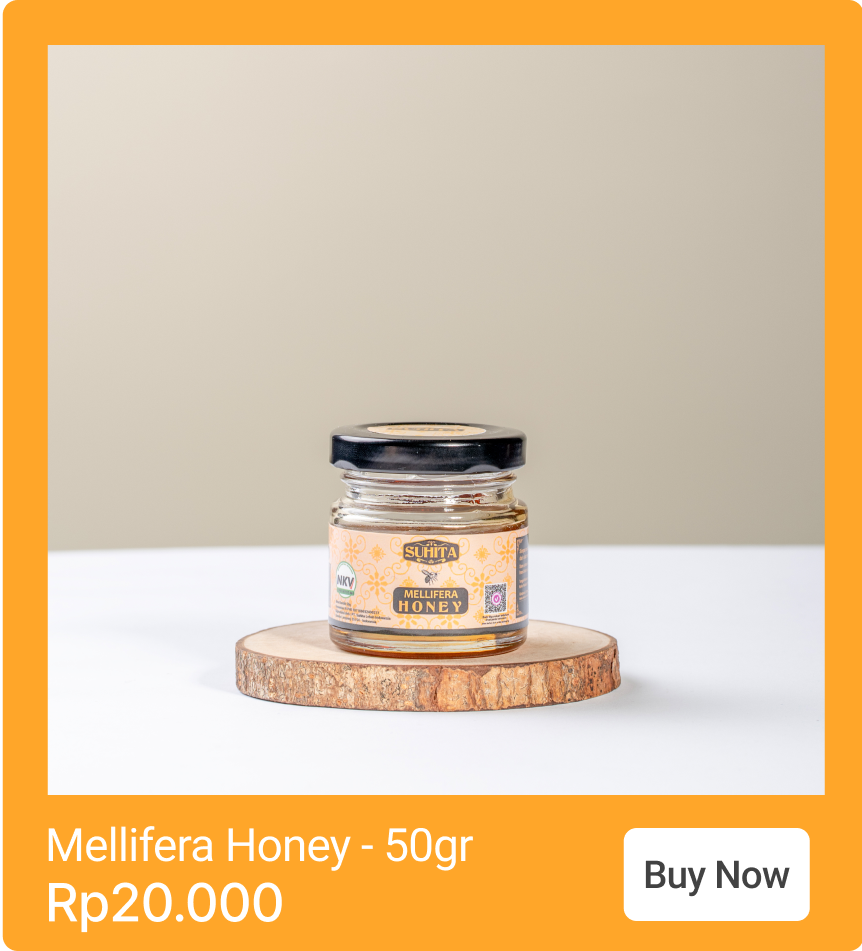 SUHITA
NKV
MELLIFERA
HONEY
Mellifera Honey - 50gr
Rp20.000
Buy Now